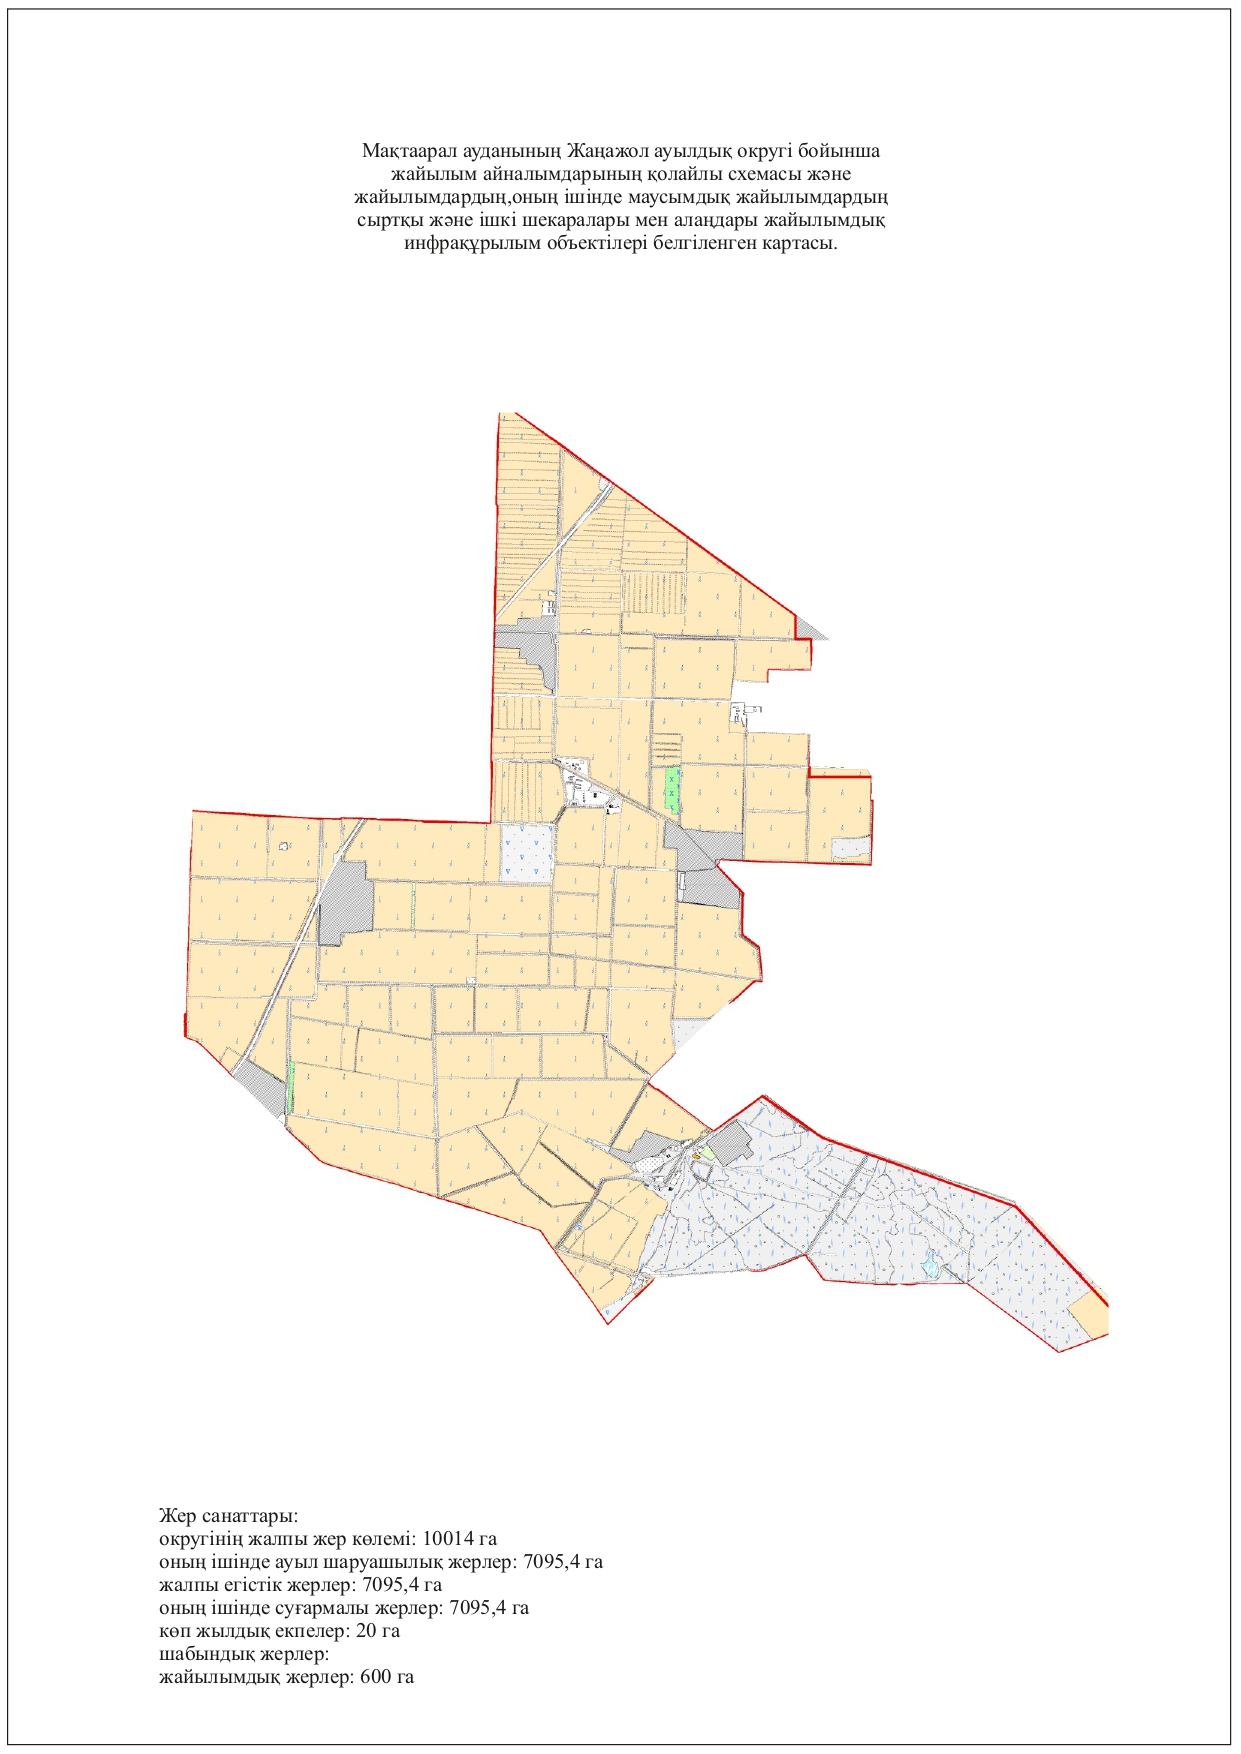 Мақтаарал ауданының Жаңажол ауылдық округі бойынша
жайылым айналымдарының қолайлы схемасы және
жайылымдардың,оның ішінде маусымдық жайылымдардың
сыртқы және ішкі шекаралары мен алаңдары жайылымдық
инфрақұрылым объектілері белгіленген картасы.
Жер санаттары:
округінің жалпы жер көлемі: 10014 га
оның ішінде ауыл шаруашылық жерлер: 7095,4 га
жалпы егістік жерлер: 7095,4 га
оның ішінде суғармалы жерлер: 7095,4 га
көп жылдық екпелер: 20 га
шабындық жерлер:
жайылымдық жерлер: 600 га